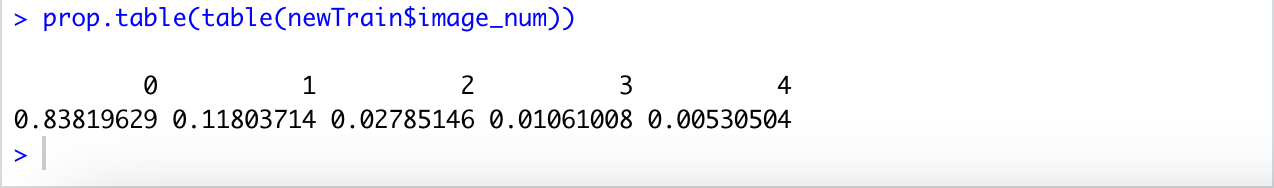 > prop.table(table(newTrain$image_num))
0 1 2 3 4
0.83819629 0.11803714 0.02785146 0.01061008 0.00530504
>